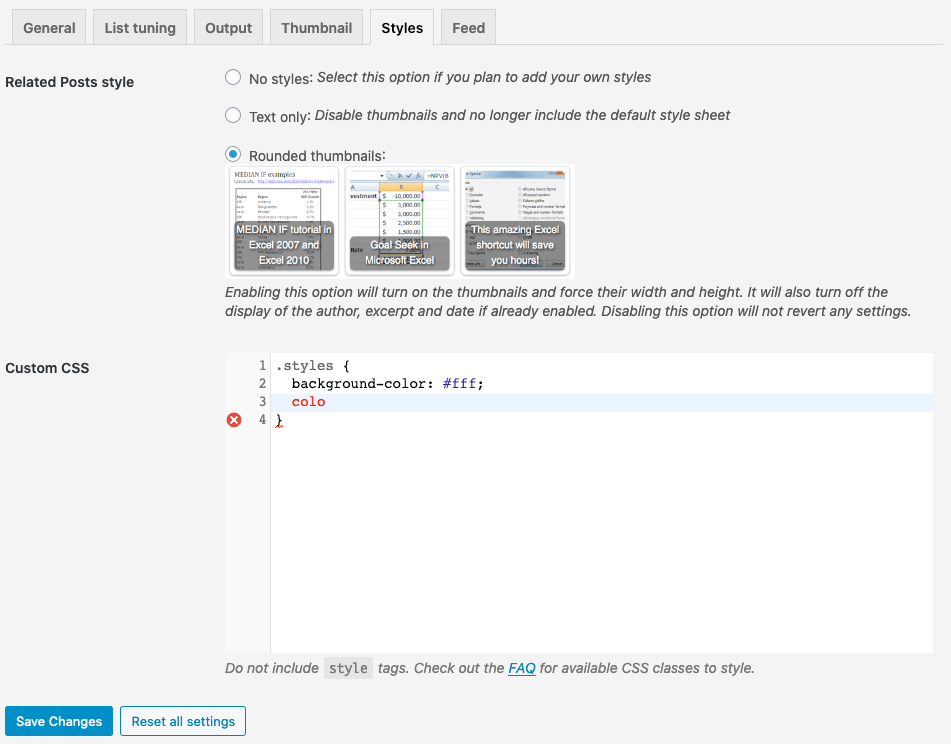 General List tuning Output Thumbnail Styles Feed
Related Posts style
No styles: Select this option if you plan to add your own styles
Text only: Disable thumbnails and no longer include the default style sheet
Rounded thumbnails:
MEDIAN IF examples
MEDIAN IF tutorial in
Excel 2007 and
Excel 2010
=NPV(B
A B C
vestment $ -10,000.00
$ 3,000.00
$ 3,000.00
$ 2,500.00
$ 1,500.00
Goal Seek in
Microsoft Excel
This amazing Excel
shortcut will save
you hours!
Enabling this option will turn on the thumbnails and force their width and height. It will also turn off the
display of the author, excerpt and date if already enabled. Disabling this option will not revert any settings.
Custom CSS
1 .styles {
2 background-color: #fff;
3 colo
4 }
Do not include style tags. Check out the FAQ for available CSS classes to style.
Save Changes Reset all settings